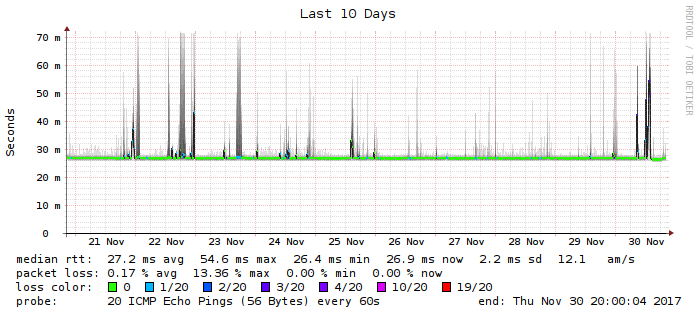 Last 10 Days
RRDTOOL / TOBI OETIKER
Seconds
70 m
60 m
50 m
40 m
30 m
20 m
10 m
0
21 Nov 22 Nov 23 Nov 24 Nov 25 Nov 26 Nov 27 Nov 28 Nov 29 Nov 30 Nov
median rtt: 27.2 ms avg 54.6 ms max 26.4 ms min 26.9 ms now 2.2 ms sd 12.1 am/s
packet loss: 0.17 % avg 13.36 % max 0.00 % min 0.00 % now
loss color: 0 1/20 2/20 3/20 4/20 10/20 19/20
probe: 20 ICMP Echo Pings (56 Bytes) every 60s end: Thu Nov 30 20:00:04 2017